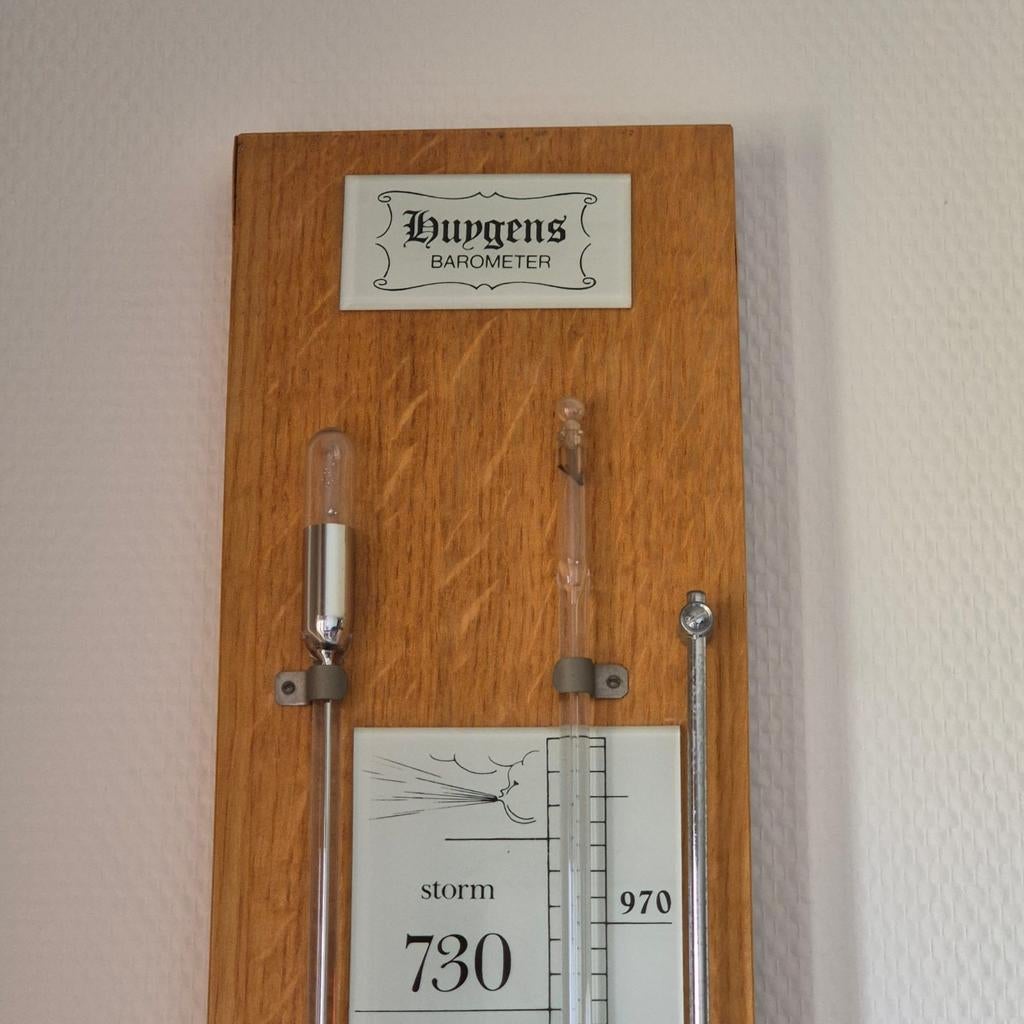 Huygens
BAROMETER
storm
970
730